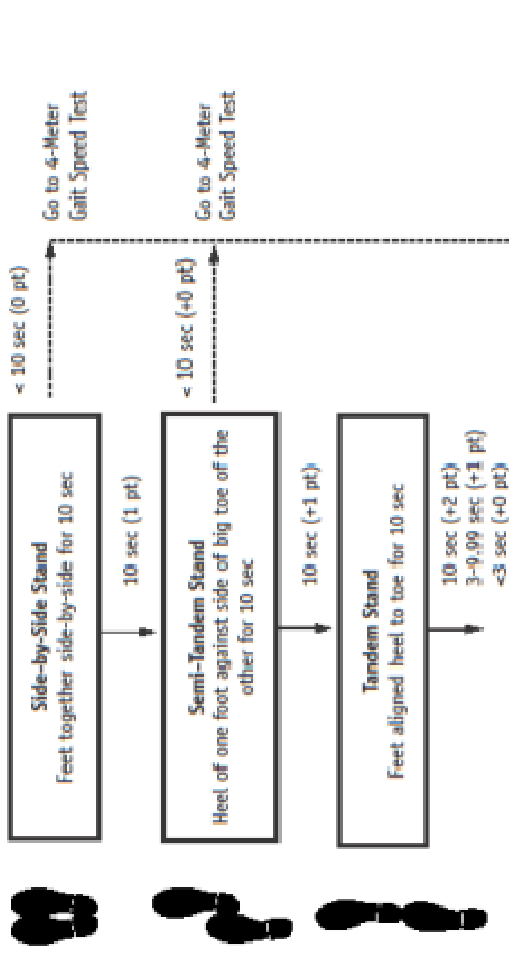 Side-by-Side Stand
Feet together side-by-side for 10 sec
< 10 sec (0 pt)
Go to 4-Meter
Gait Speed Test
10 sec (1 pt)
Semi-Tandem Stand
Heel of one foot against side of big toe of the
other for 10 sec
< 10 sec (+0 pt)
Go to 4-Meter
Gait Speed Test
10 sec (+1 pt)
Tandem Stand
Feet aligned heel to toe for 10 sec
10 sec (+2 pt)
3-9.99 sec (+1 pt)
<3 sec (+0 pt)